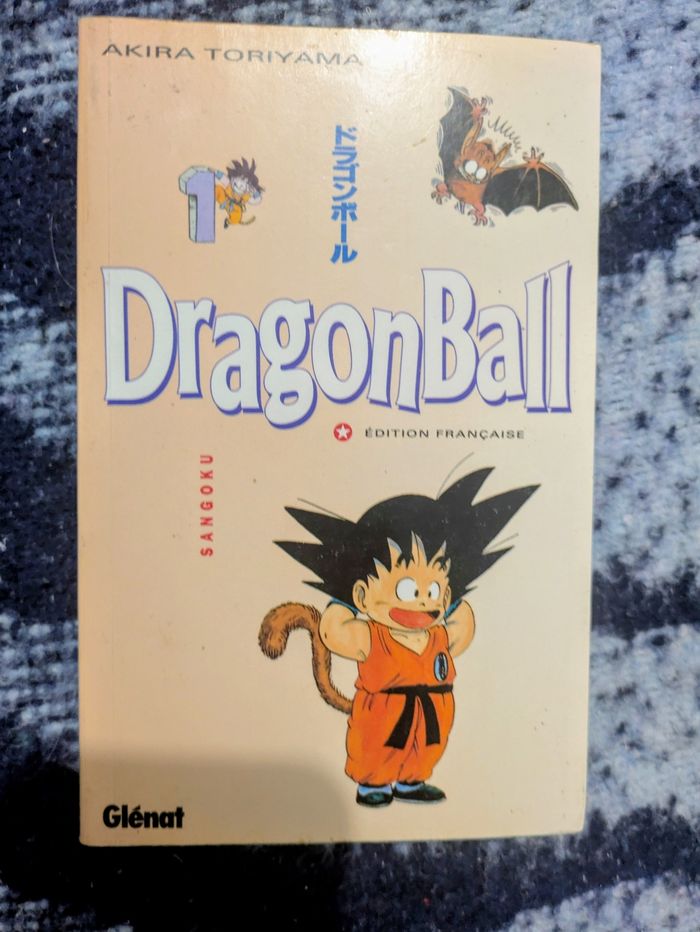 AKIRA TORIYAMA
1
ドラゴンボール
DragonBall
ÉDITION FRANÇAISE
SANGOKU
Glénat